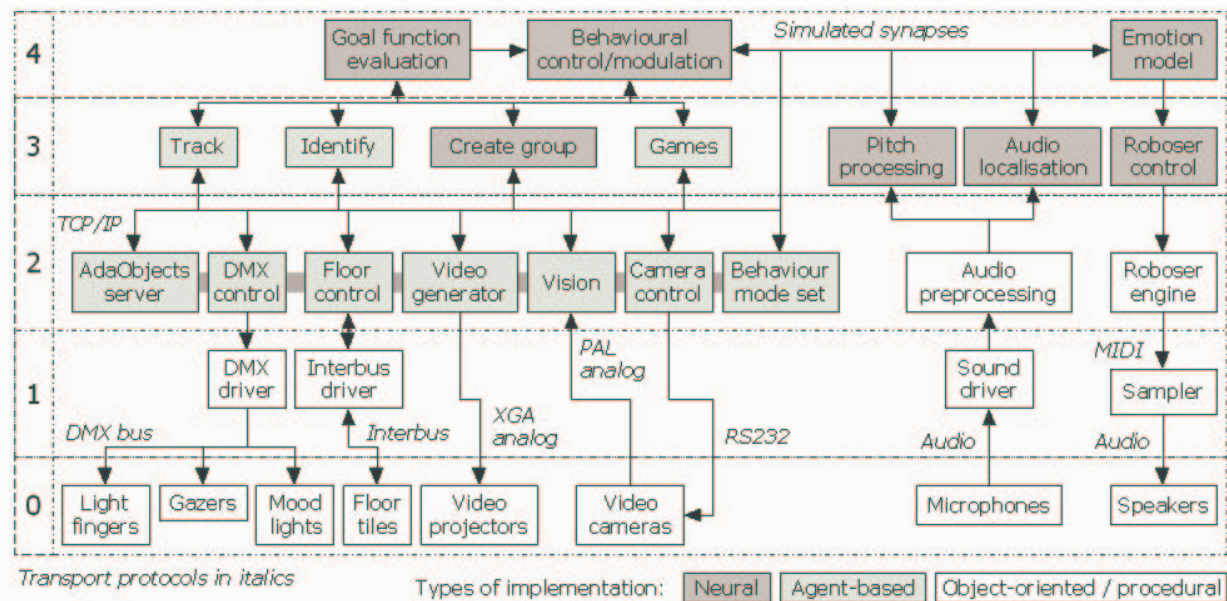 4
Goal function
evaluation
Behavioural
control/modulation
Simulated synapses
Emotion
model
3
Track
Identify
Create group
Games
Pitch
processing
Audio
localisation
Roboser
control
TCP/IP
2
AdaObjects
server
DMX
control
Floor
control
Video
generator
Vision
Camera
control
Behaviour
mode set
Audio
preprocessing
Roboser
engine
1
DMX
driver
Interbus
driver
PAL
analog
Sound
driver
MIDI
Sampler
DMX bus
Interbus
XGA
analog
RS232
Audio
Audio
0
Light
fingers
Gazers
Mood
lights
Floor
tiles
Video
projectors
Video
cameras
Microphones
Speakers
Transport protocols in italics
Types of implementation:
Neural
Agent-based
Object-oriented / procedural